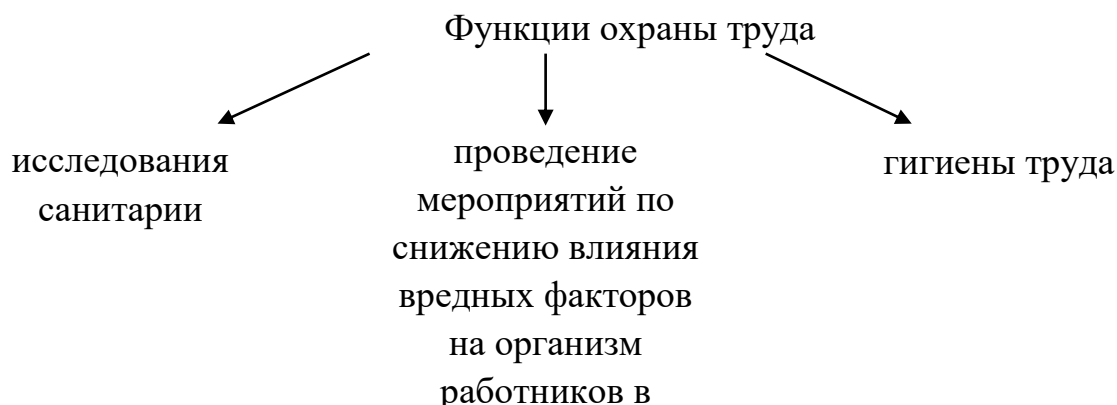 Функции охраны труда
исследования
санитарии
проведение
мероприятий по
снижению влияния
вредных факторов
на организм
работников в
гигиены труда